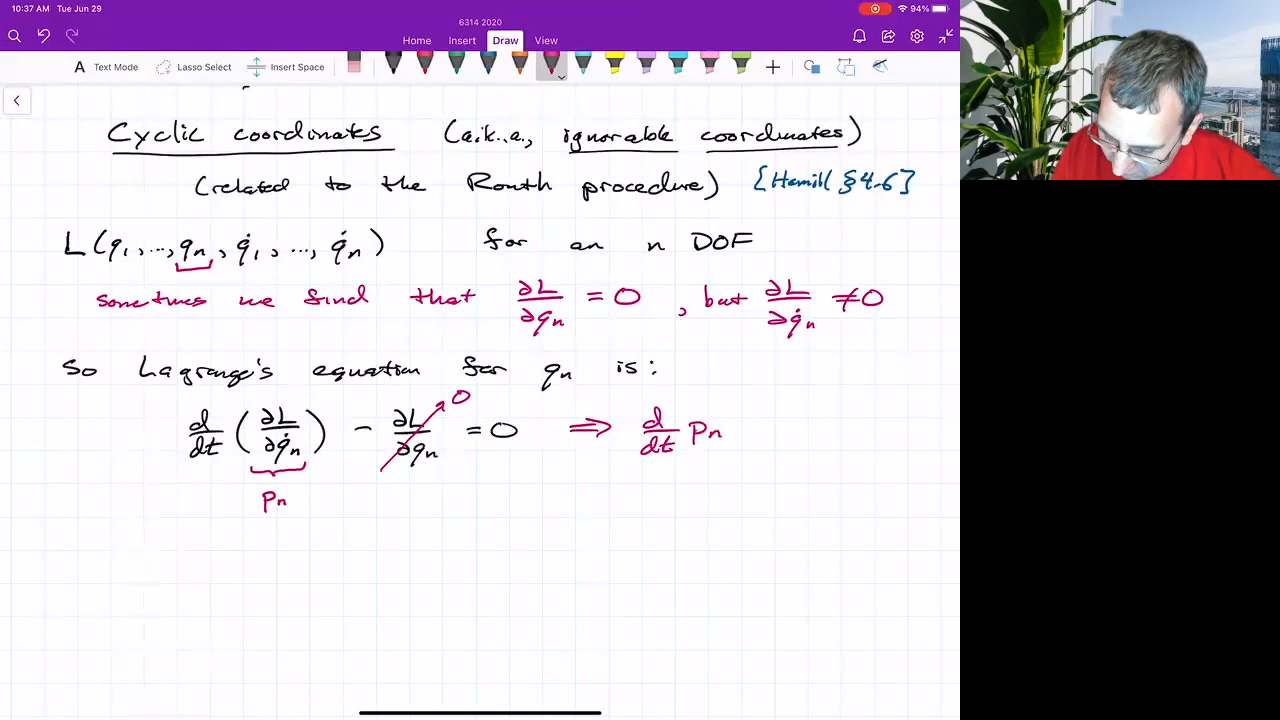 10:37 AM Tue Jun 29
94%
6314 2020
Home Insert Draw View
Text Mode Lasso Select Insert Space
Cyclic coordinates (a.k.a., ignorable coordinates)
(related to the Routh procedure) [Hamill §4.6]
L(q₁, ..., qₙ, q̇₁, ..., q̇ₙ) for an n DOF
sometimes we find that ∂L/∂qₙ = 0, but ∂L/∂q̇ₙ ≠ 0
So Lagrange's equation for qₙ is:
d/dt (∂L/∂q̇ₙ) - ∂L/∂qₙ = 0 ⇒ d/dt pₙ
0
pₙ